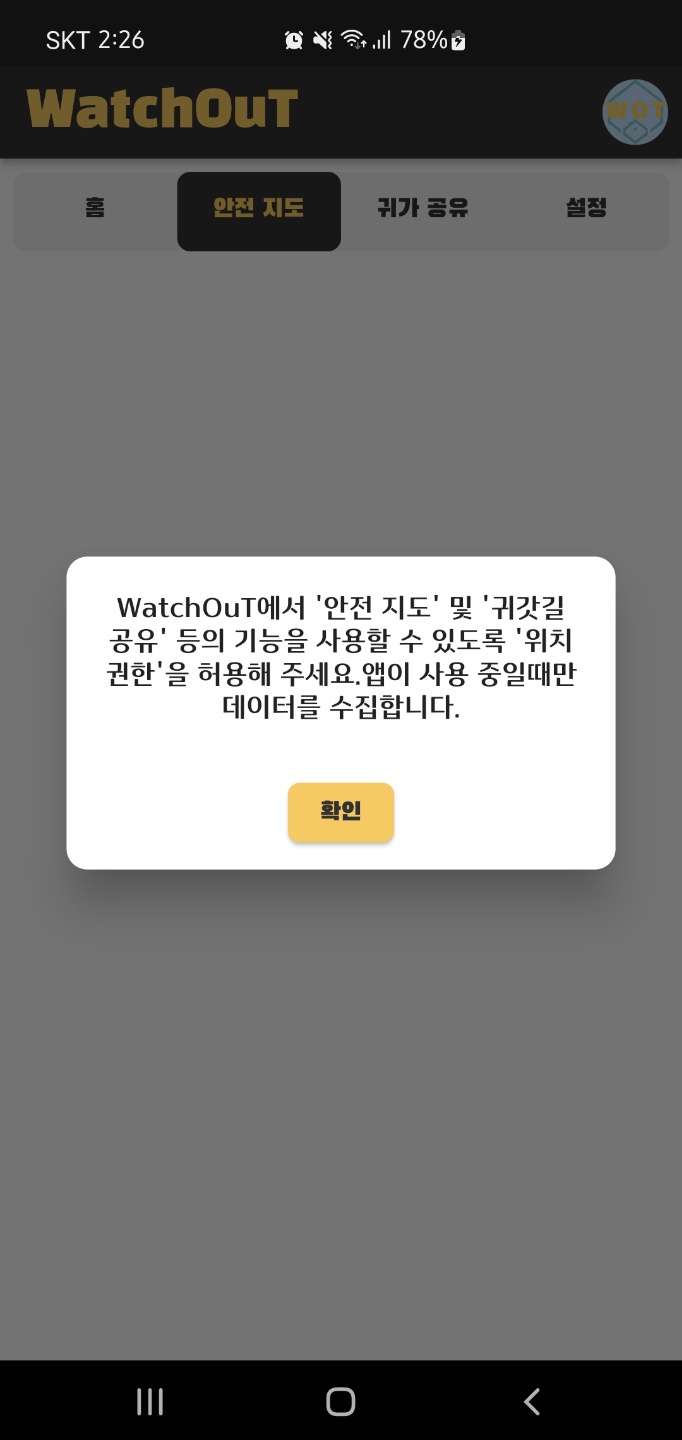 SKT 2:26 78%
WatchOuT
WOT
홈 안전 지도 귀가 공유 설정
WatchOuT에서 '안전 지도' 및 '귀갓길
공유' 등의 기능을 사용할 수 있도록 '위치
권한'을 허용해 주세요.앱이 사용 중일때만
데이터를 수집합니다.
확인